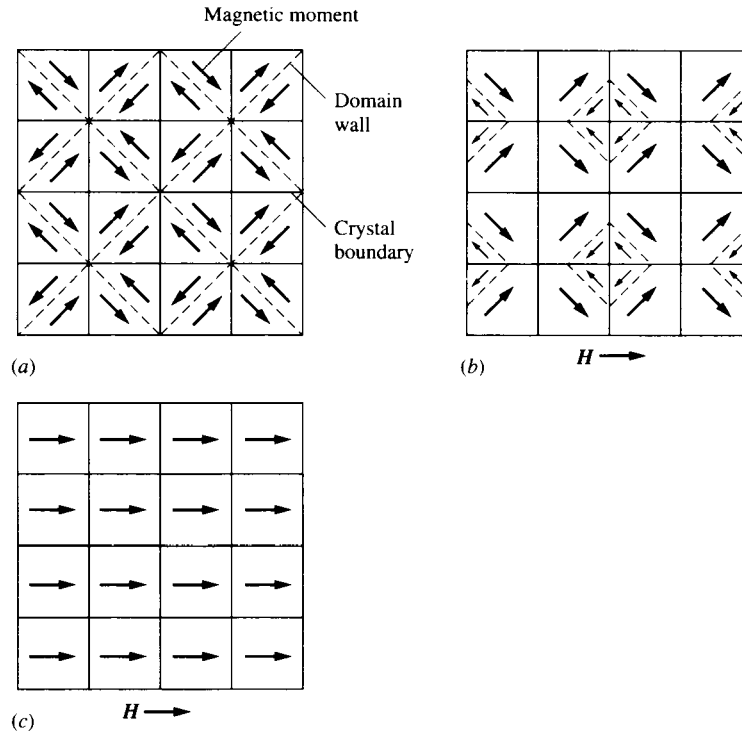 Magnetic moment
Domain
wall
Crystal
boundary
(a)
H
(b)
H
(c)